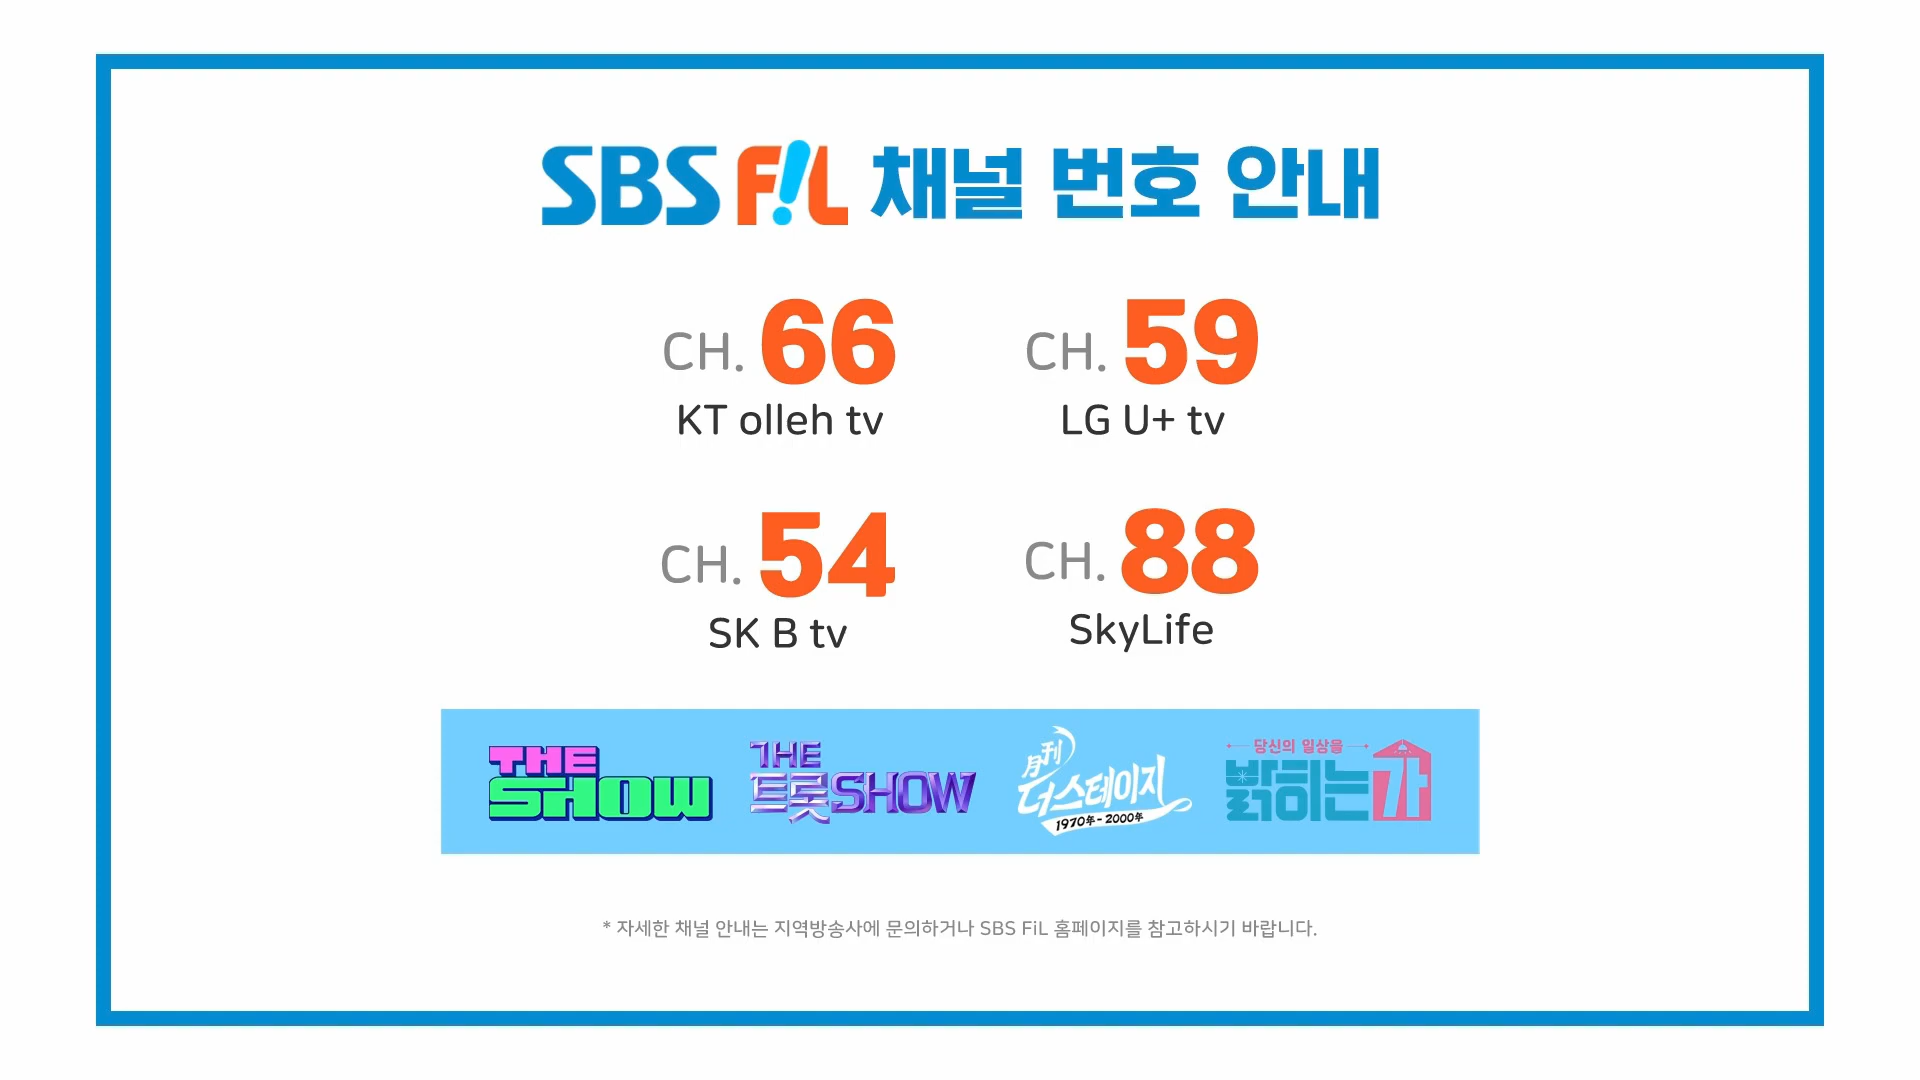 SBS F!L 채널 번호 안내
CH. 66
KT olleh tv
CH. 59
LG U+ tv
CH. 54
SK B tv
CH. 88
SkyLife
THE
SHOW
THE
트롯SHOW
月刊
더스테이지
1970年-2000年
당신의 일상을
밝히는가
* 자세한 채널 안내는 지역방송사에 문의하거나 SBS FiL 홈페이지를 참고하시기 바랍니다.